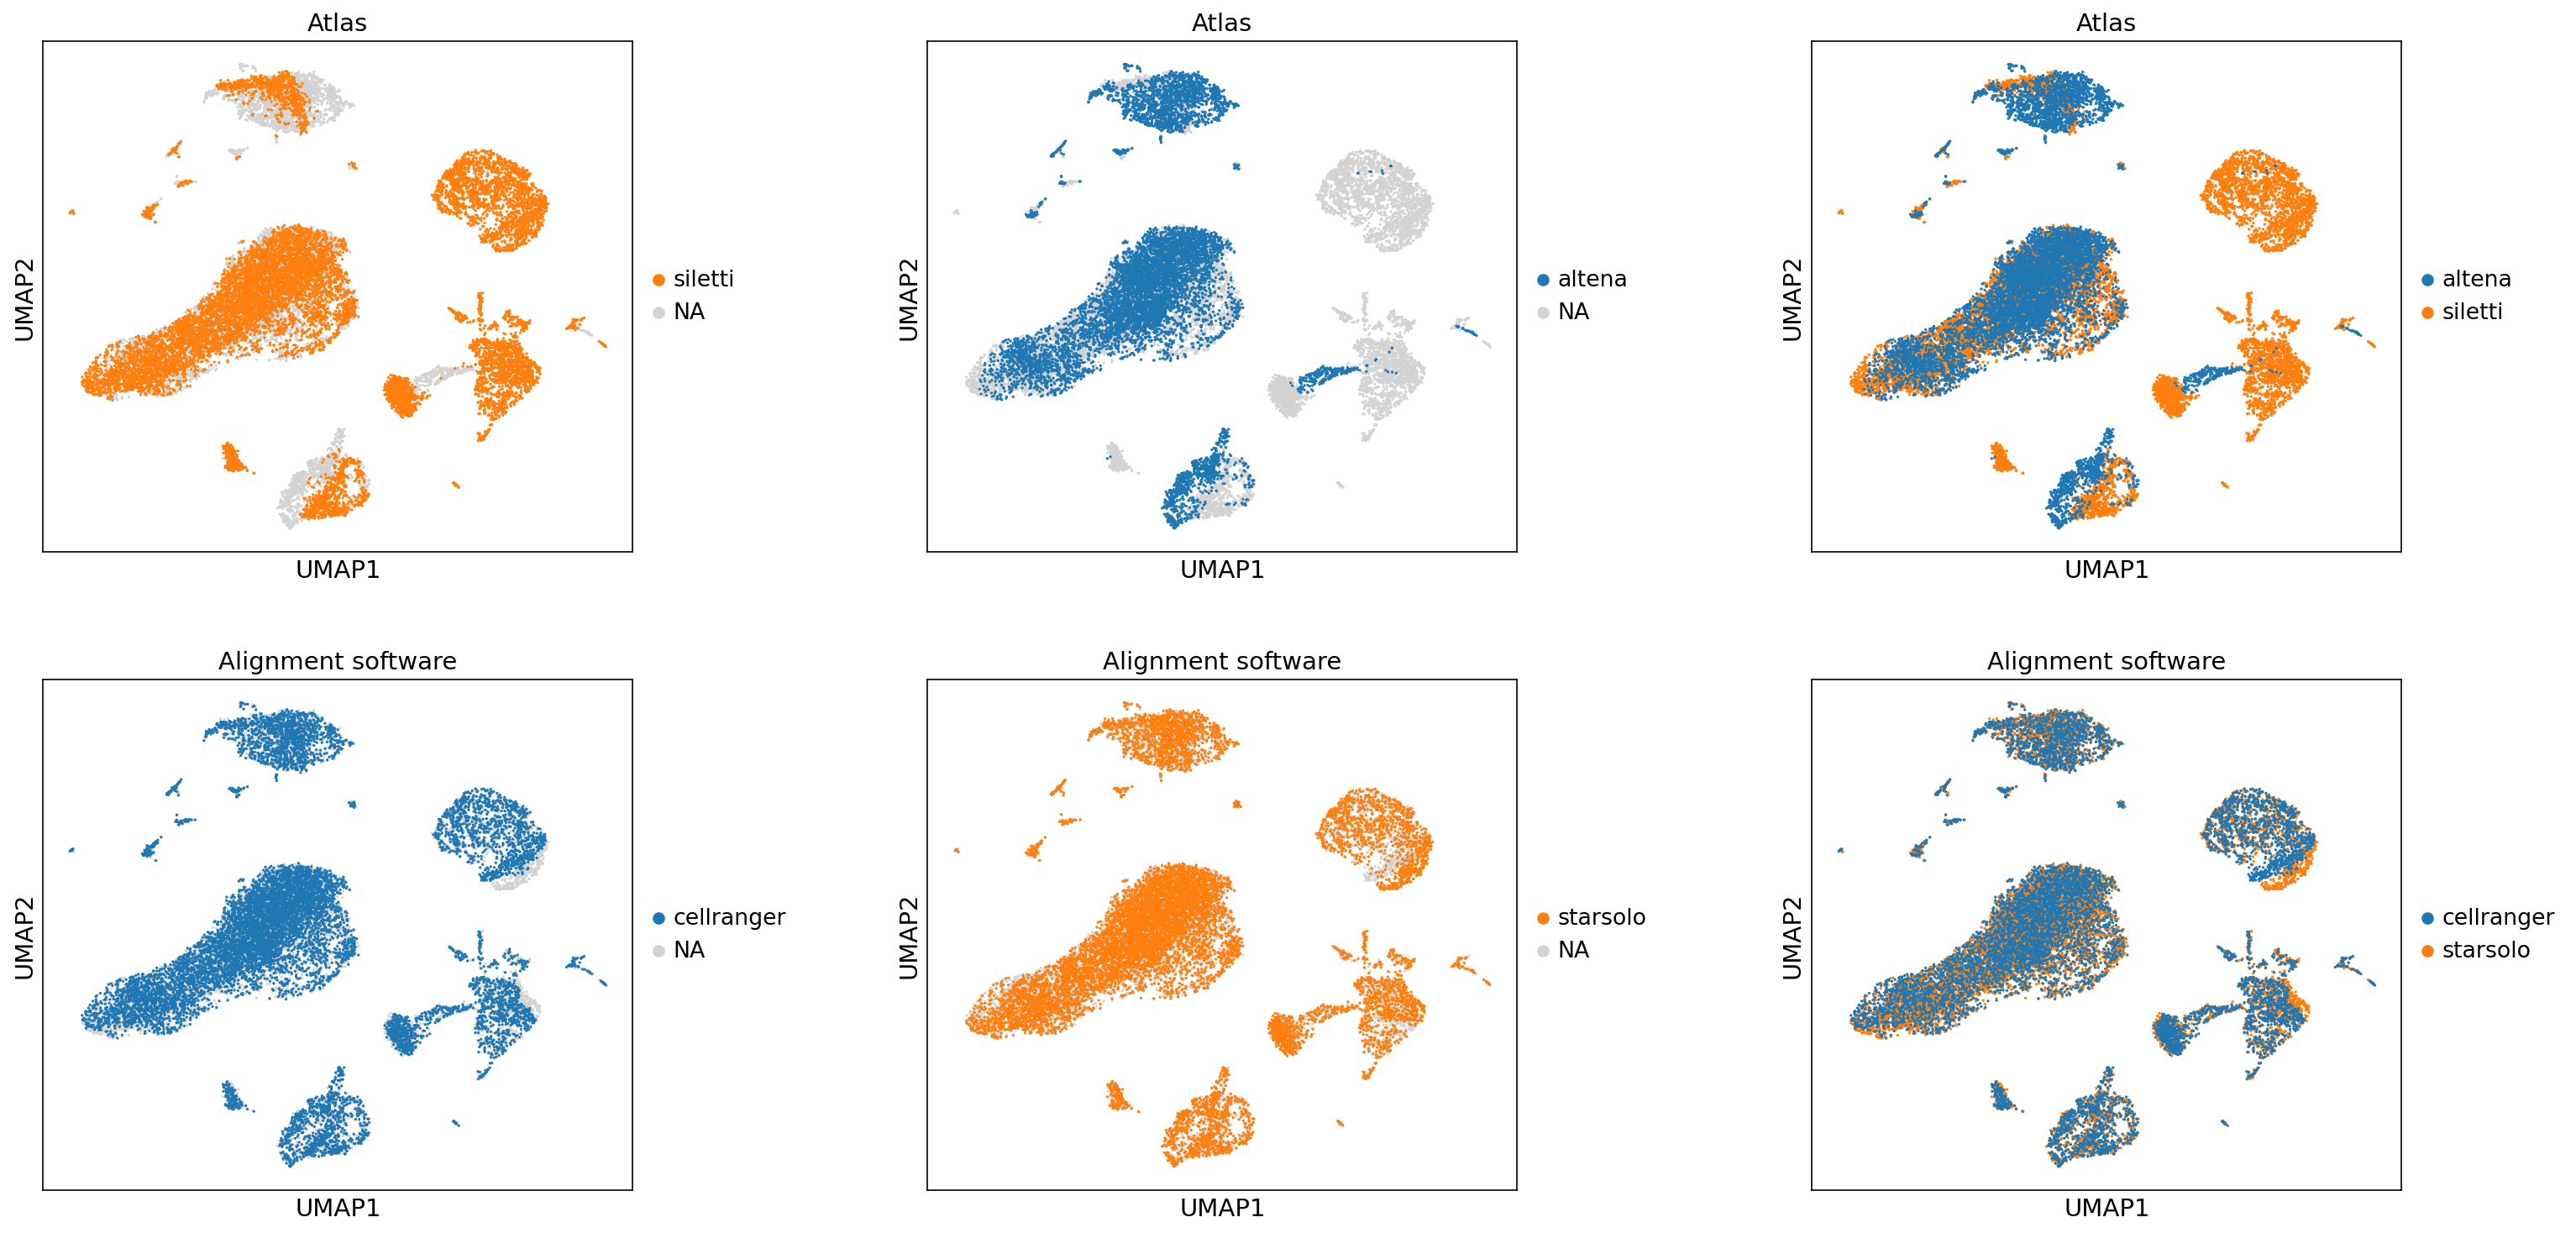 Atlas
UMAP2
siletti
NA
UMAP1
Atlas
UMAP2
altena
NA
UMAP1
Atlas
UMAP2
altena
siletti
UMAP1
Alignment software
UMAP2
cellranger
NA
UMAP1
Alignment software
UMAP2
starsolo
NA
UMAP1
Alignment software
UMAP2
cellranger
starsolo
UMAP1